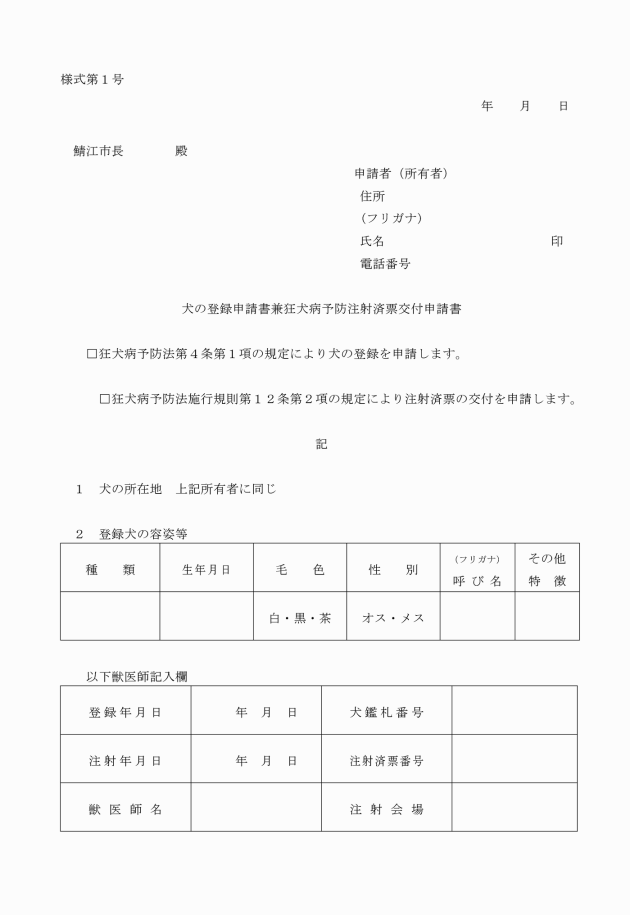 様式第１号
年　　月　　日
鯖江市長　　　　殿
申請者（所有者）
住所
（フリガナ）
氏名　　　　　　　　　　　　　印
電話番号
犬の登録申請書兼狂犬病予防注射済票交付申請書
□狂犬病予防法第４条第１項の規定により犬の登録を申請します。
□狂犬病予防法施行規則第１２条第２項の規定により注射済票の交付を申請します。
記
１　犬の所在地　上記所有者に同じ
２　登録犬の容姿等
種　類　生年月日　毛　色　性　別　（フリガナ）呼び名　その他特徴
白・黒・茶　オス・メス
以下獣医師記入欄
登録年月日　年　月　日　犬鑑札番号
注射年月日　年　月　日　注射済票番号
獣医師名　注射会場